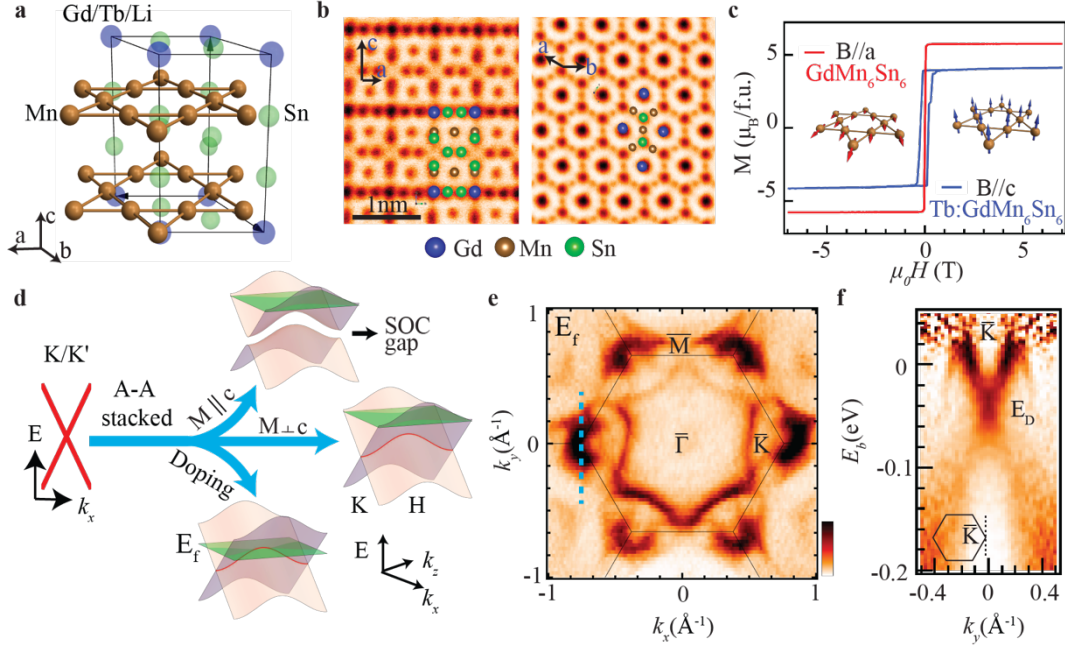 a
Gd/Tb/Li
Mn
Sn
c
a
b
b
c
a
a
b
1nm
Gd
Mn
Sn
c
M (μB/f.u.)
5
0
-5
B//a
GdMn6Sn6
B//c
Tb:GdMn6Sn6
-5
0
5
μ0H (T)
d
K/K'
E
kx
A-A
stacked
M || c
M⊥c
Doping
SOC
gap
K
H
Ef
E
kz
kx
e
Ef
M̅
Γ̅
K̅
ky(Å-1)
1
0
-1
-1
0
1
kx(Å-1)
f
K̅
ED
K̅
Eb(eV)
0
-0.1
-0.2
-0.4
0
0.4
ky(Å-1)